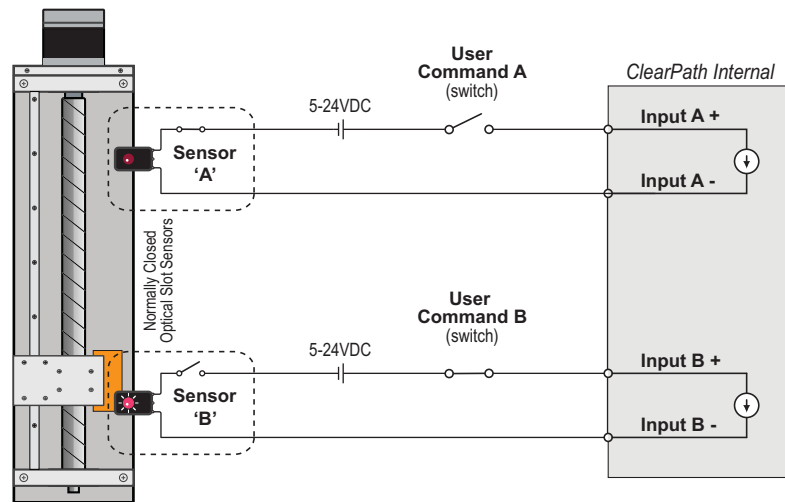 User
Command A
(switch)
ClearPath Internal
5-24VDC
Input A +
Sensor
‘A’
Input A -
Normally Closed
Optical Slot Sensors
User
Command B
(switch)
5-24VDC
Input B +
Sensor
‘B’
Input B -